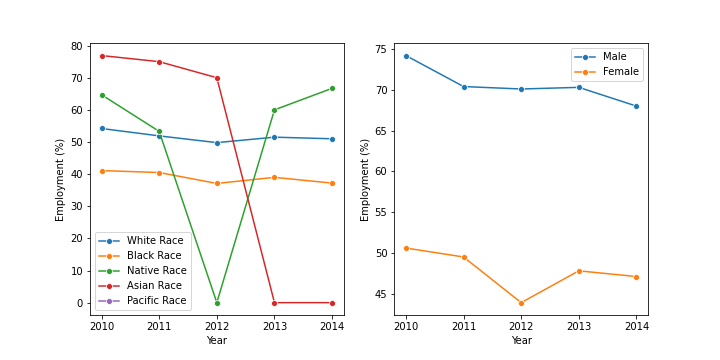 80
70
60
50
40
30
20
10
0
Employment (%)
White Race
Black Race
Native Race
Asian Race
Pacific Race
2010 2011 2012 2013 2014
Year
75
70
65
60
55
50
45
Employment (%)
Male
Female
2010 2011 2012 2013 2014
Year